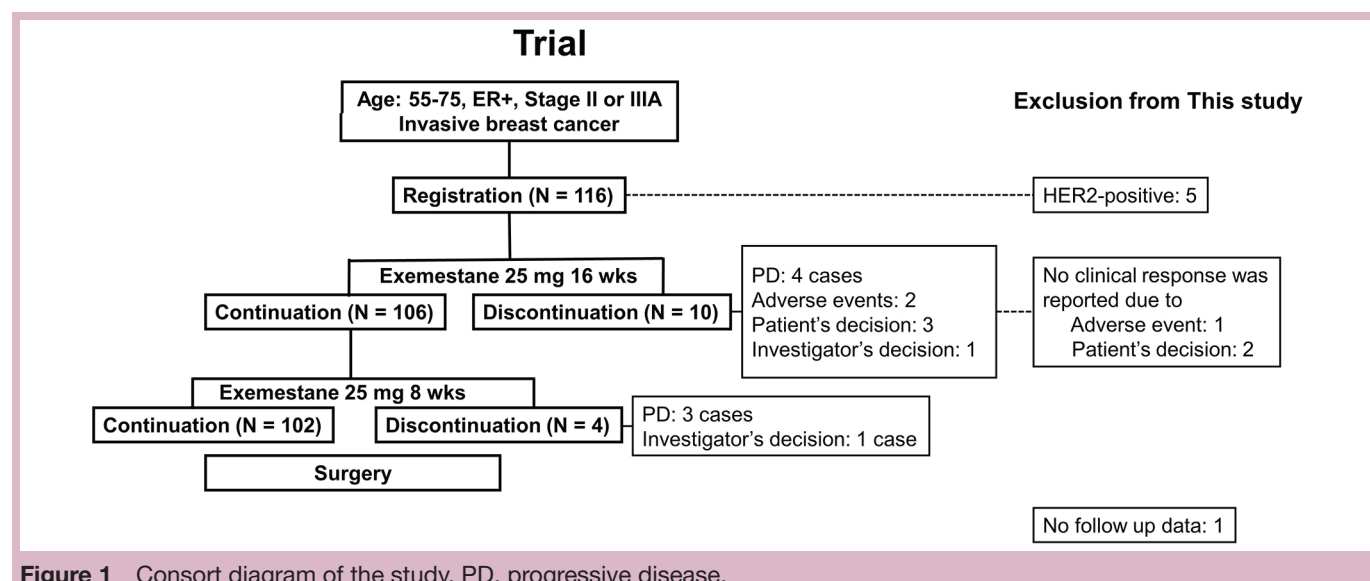 Trial
Age: 55-75, ER+, Stage II or IIIA
Invasive breast cancer
Exclusion from This study
Registration (N = 116)
HER2-positive: 5
Exemestane 25 mg 16 wks
Continuation (N = 106)
Discontinuation (N = 10)
PD: 4 cases
Adverse events: 2
Patient's decision: 3
Investigator's decision: 1
No clinical response was
reported due to
Adverse event: 1
Patient's decision: 2
Exemestane 25 mg 8 wks
Continuation (N = 102)
Discontinuation (N = 4)
PD: 3 cases
Investigator's decision: 1 case
Surgery
No follow up data: 1
Figure 1 Consort diagram of the study. PD, progressive disease.